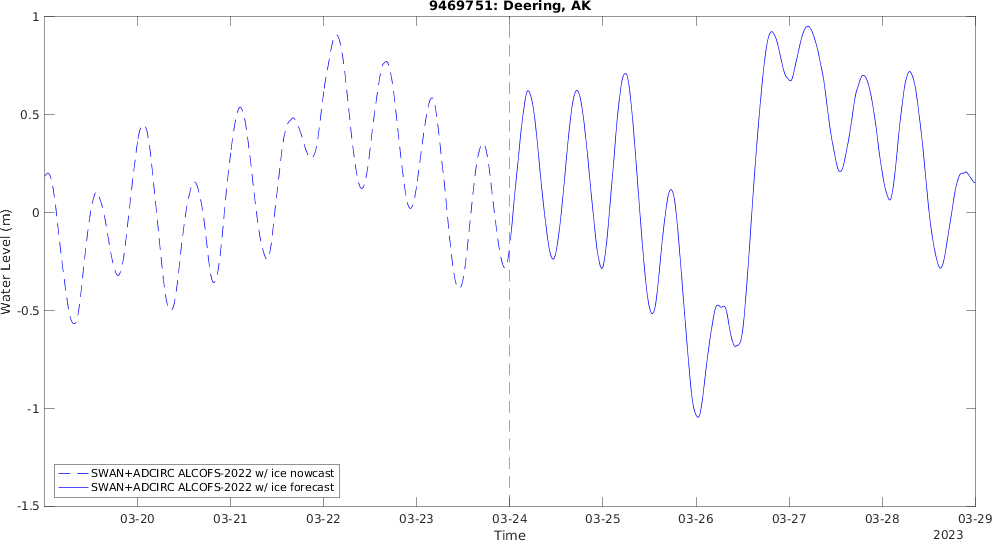 9469751: Deering, AK
1
0.5
0
-0.5
-1
-1.5
Water Level (m)
SWAN+ADCIRC ALCOFS-2022 w/ ice nowcast
SWAN+ADCIRC ALCOFS-2022 w/ ice forecast
03-20 03-21 03-22 03-23 03-24 03-25 03-26 03-27 03-28 03-29
Time
2023